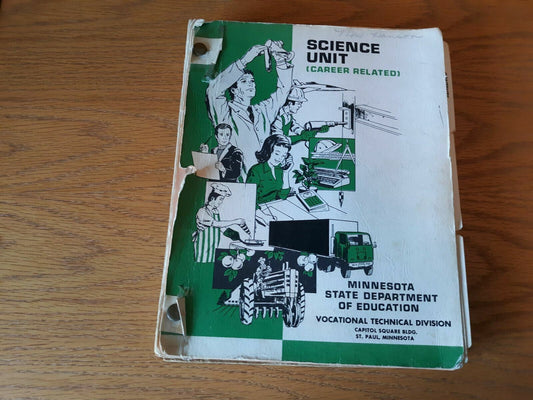 SCIENCE
UNIT
(CAREER RELATED)
MINNESOTA
STATE DEPARTMENT
OF EDUCATION
VOCATIONAL TECHNICAL DIVISION
CAPITOL SQUARE BLDG.
ST. PAUL, MINNESOTA